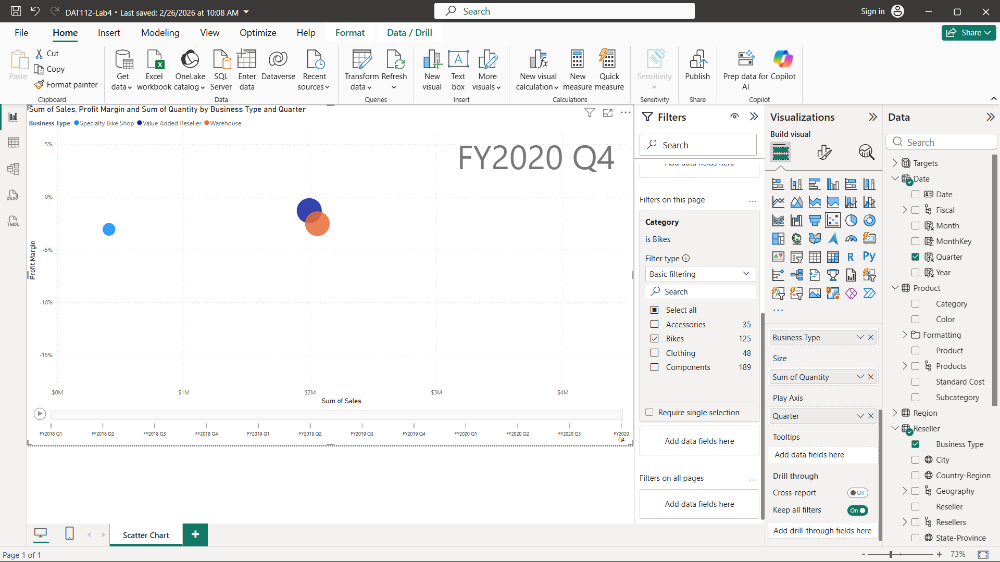 DAT112-Lab4 • Last saved: 2/26/2026 at 10:08 AM
Search
Sign in
File
Home
Insert
Modeling
View
Optimize
Help
Format
Data / Drill
Share
Paste
Cut
Copy
Format painter
Clipboard
Get data
Excel workbook
OneLake catalog
SQL Server
Enter data
Dataverse
Recent sources
Data
Transform data
Refresh
Queries
New visual
Text box
More visuals
Insert
New visual calculation
New measure
Quick measure
Calculations
Sensitivity
Sensitivity
Publish
Share
Prep data for AI
Copilot
Copilot
Sum of Sales, Profit Margin and Sum of Quantity by Business Type and Quarter
Business Type Specialty Bike Shop Value Added Reseller Warehouse
FY2020 Q4
5%
0%
-5%
-10%
-15%
Profit Margin
$0M
$1M
$2M
$3M
$4M
Sum of Sales
FY2018 Q1
FY2018 Q2
FY2018 Q3
FY2018 Q4
FY2019 Q1
FY2019 Q2
FY2019 Q3
FY2019 Q4
FY2020 Q1
FY2020 Q2
FY2020 Q3
FY2020 Q4
DAX
TMDL
Filters
Search
Add data fields here
Filters on this page
Category
is Bikes
Filter type
Basic filtering
Search
Select all
Accessories 35
Bikes 125
Clothing 48
Components 189
Require single selection
Add data fields here
Filters on all pages
Add data fields here
Visualizations
Build visual
123
R
Py
Business Type
Size
Sum of Quantity
Play Axis
Quarter
Tooltips
Add data fields here
Drill through
Cross-report Off
Keep all filters On
Add drill-through fields here
Data
Search
Targets
Date
Date
Fiscal
Month
MonthKey
Quarter
Year
Product
Category
Color
Formatting
Product
Products
Standard Cost
Subcategory
Region
Reseller
Business Type
City
Country-Region
Geography
Reseller
Resellers
State-Province
Scatter Chart
Page 1 of 1
- + 73%